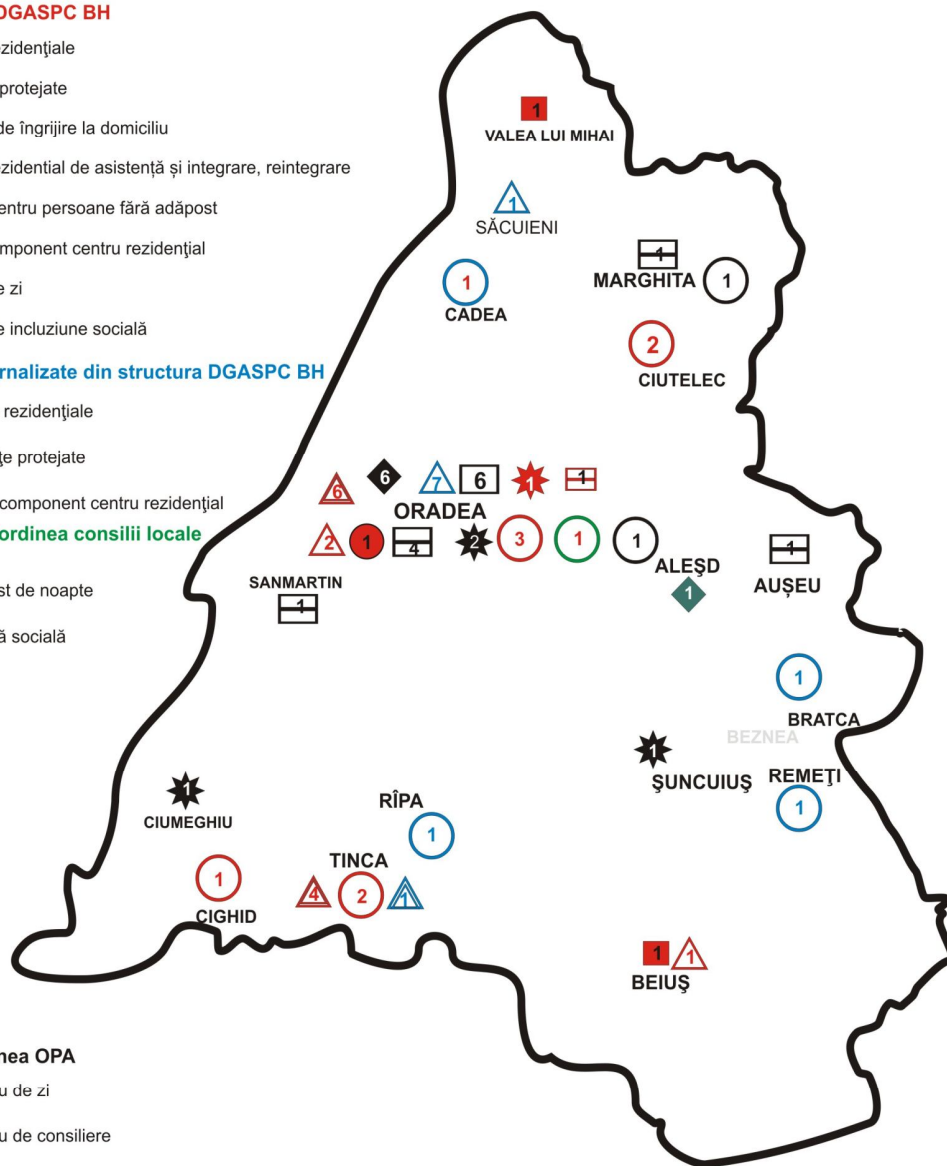 DGASPC BH
zidenţiale
protejate
de îngrijire la domiciliu
zidential de asistență și integrare, reintegrare
entru persoane fără adăpost
mponent centru rezidenţial
e zi
e incluziune socială
rnalizate din structura DGASPC BH
rezidenţiale
ţe protejate
component centru rezidenţial
ordinea consilii locale
st de noapte
ă socială
1
VALEA LUI MIHAI
1
SĂCUIENI
1
CADEA
1
MARGHITA 1
2
CIUTELEC
6 6 7 6 1 1
ORADEA
2 1 4 2 3 1 1
SANMARTIN
1
ALEŞD
1
1
AUȘEU
1
BRATCA
BEZNEA
1
ŞUNCUIUŞ
REMEŢI
1
1
CIUMEGHIU
RÎPA
1
TINCA
4 2 1
1
CIGHID
1 1
BEIUŞ
nea OPA
u de zi
u de consiliere